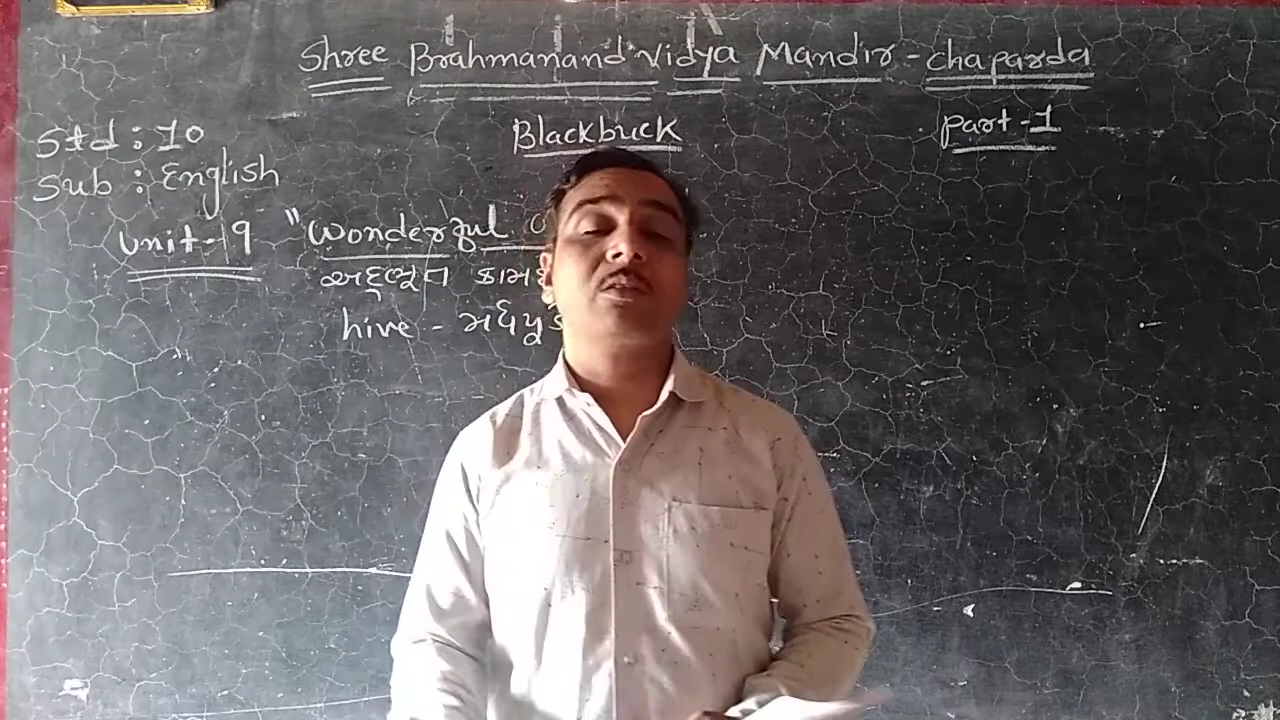 Shree Brahmanand Vidya Mandir - chaparda
Std : 10
Blackbuck
Part - 1
Sub : English
Unit - 9 "Wonderful
અદ્ભૂત
hive -